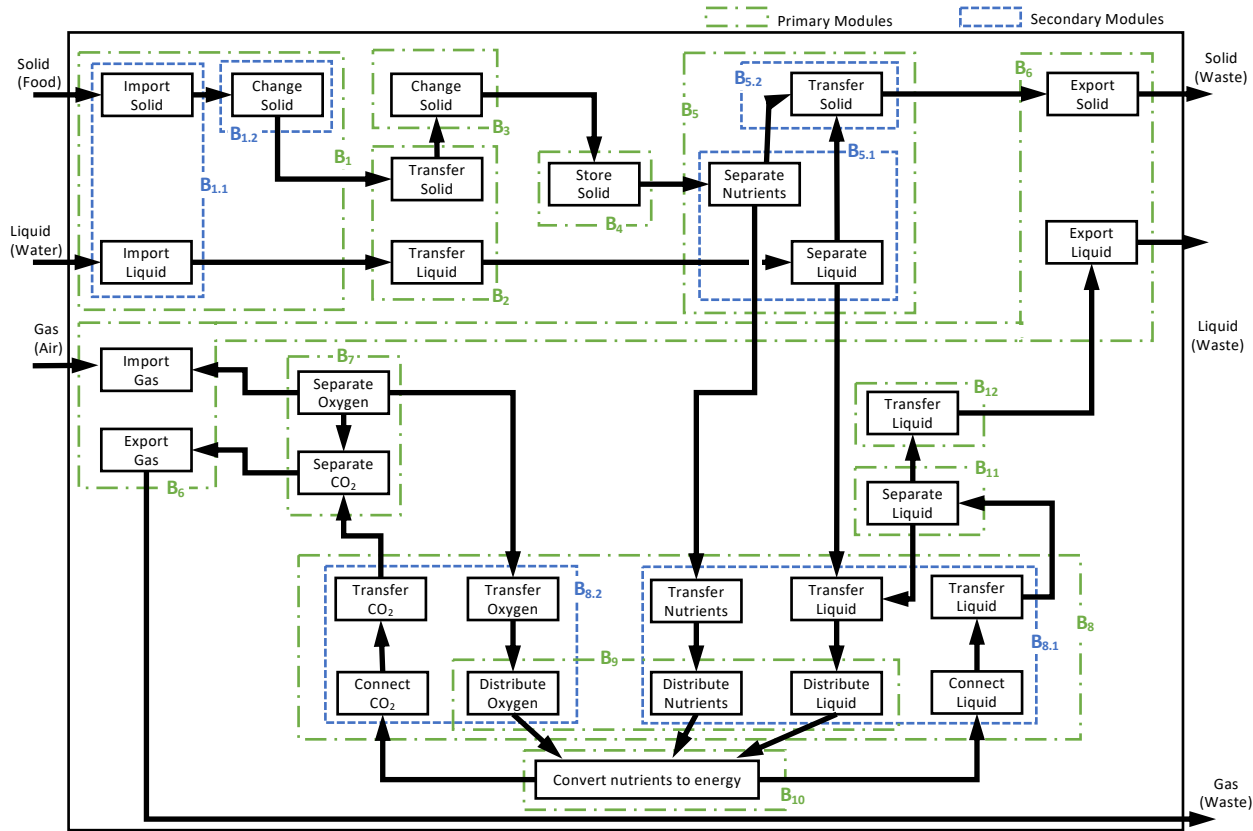 Primary Modules
Secondary Modules
Solid
(Food)
Import
Solid
Change
Solid
B1.2
B1.1
B1
Change
Solid
B3
Transfer
Solid
Store
Solid
B4
B5
B5.2
Transfer
Solid
B5.1
Separate
Nutrients
B6
Export
Solid
Solid
(Waste)
Liquid
(Water)
Import
Liquid
Transfer
Liquid
B2
Separate
Liquid
Export
Liquid
Liquid
(Waste)
Gas
(Air)
Import
Gas
Export
Gas
B6
B7
Separate
Oxygen
Separate
CO2
B12
Transfer
Liquid
B11
Separate
Liquid
Transfer
CO2
Transfer
Oxygen
B8.2
Transfer
Nutrients
Transfer
Liquid
Transfer
Liquid
B8
B8.1
B9
Connect
CO2
Distribute
Oxygen
Distribute
Nutrients
Distribute
Liquid
Connect
Liquid
Convert nutrients to energy
B10
Gas
(Waste)